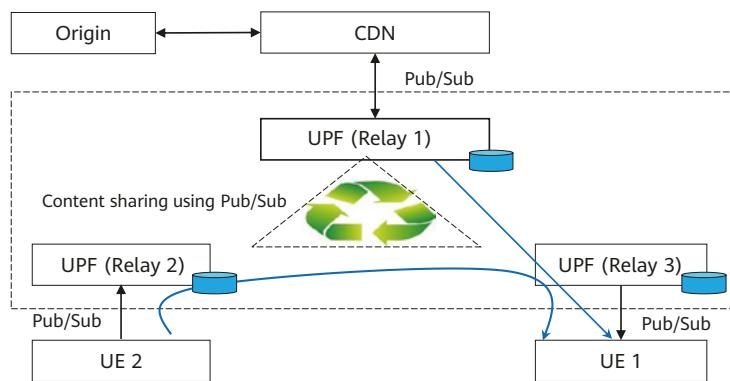 Origin
CDN
Pub/Sub
UPF (Relay 1)
Content sharing using Pub/Sub
UPF (Relay 2)
UPF (Relay 3)
Pub/Sub
Pub/Sub
UE 2
UE 1